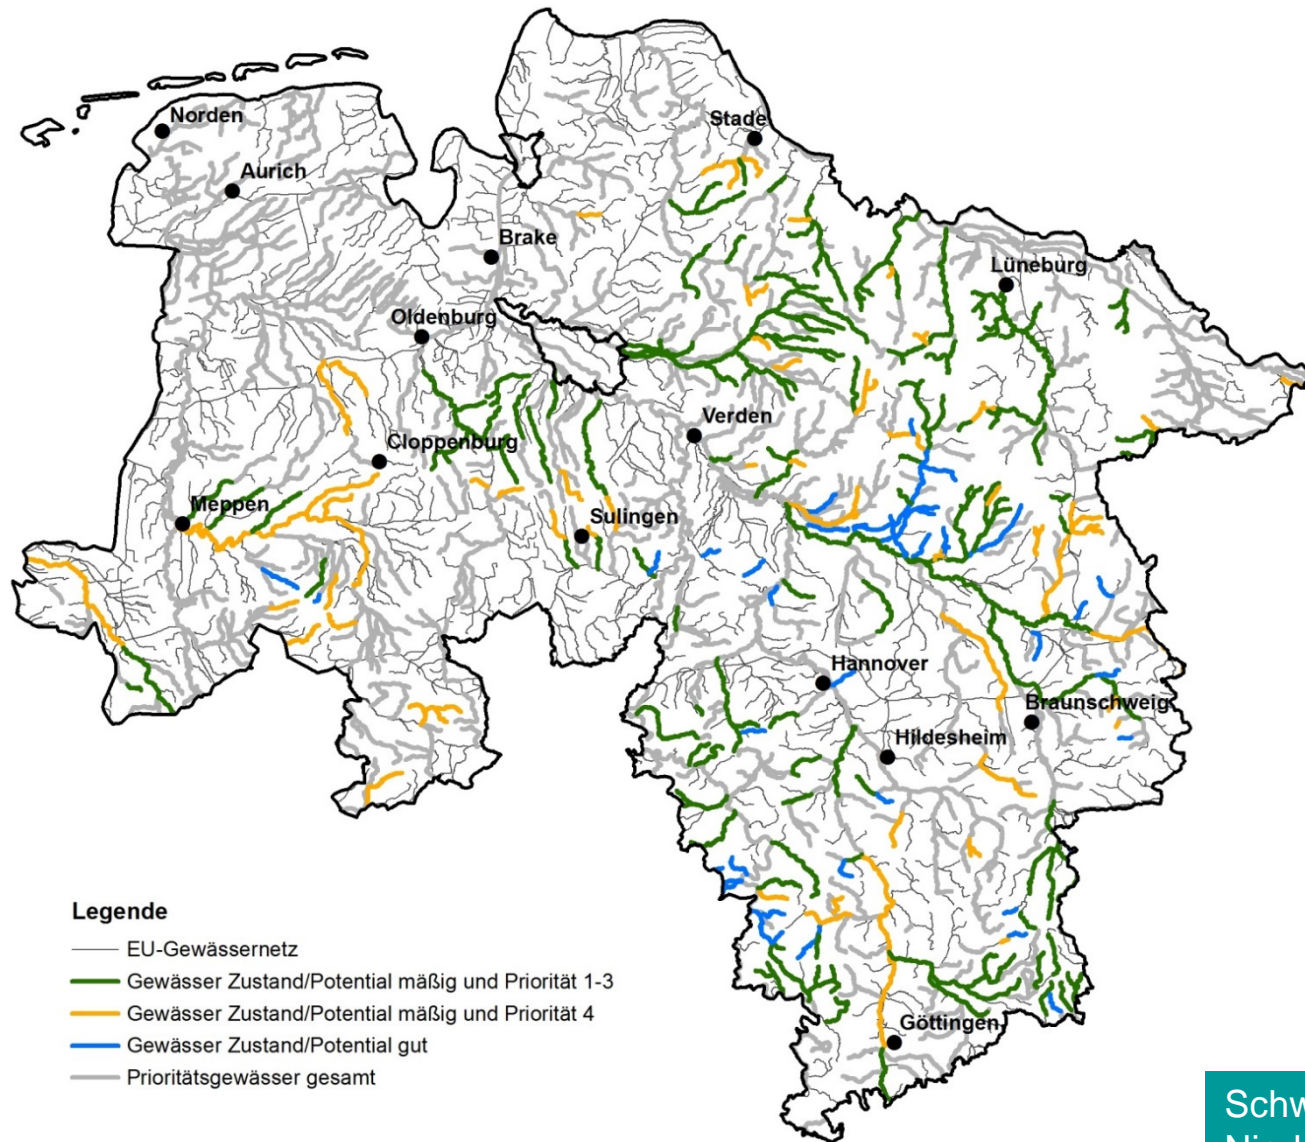 Norden
Stade
Aurich
Brake
Lüneburg
Oldenburg
Verden
Cloppenburg
Meppen
Sulingen
Hannover
Braunschweig
Hildesheim
Göttingen
Legende
EU-Gewässernetz
Gewässer Zustand/Potential mäßig und Priorität 1-3
Gewässer Zustand/Potential mäßig und Priorität 4
Gewässer Zustand/Potential gut
Prioritätsgewässer gesamt
Schw